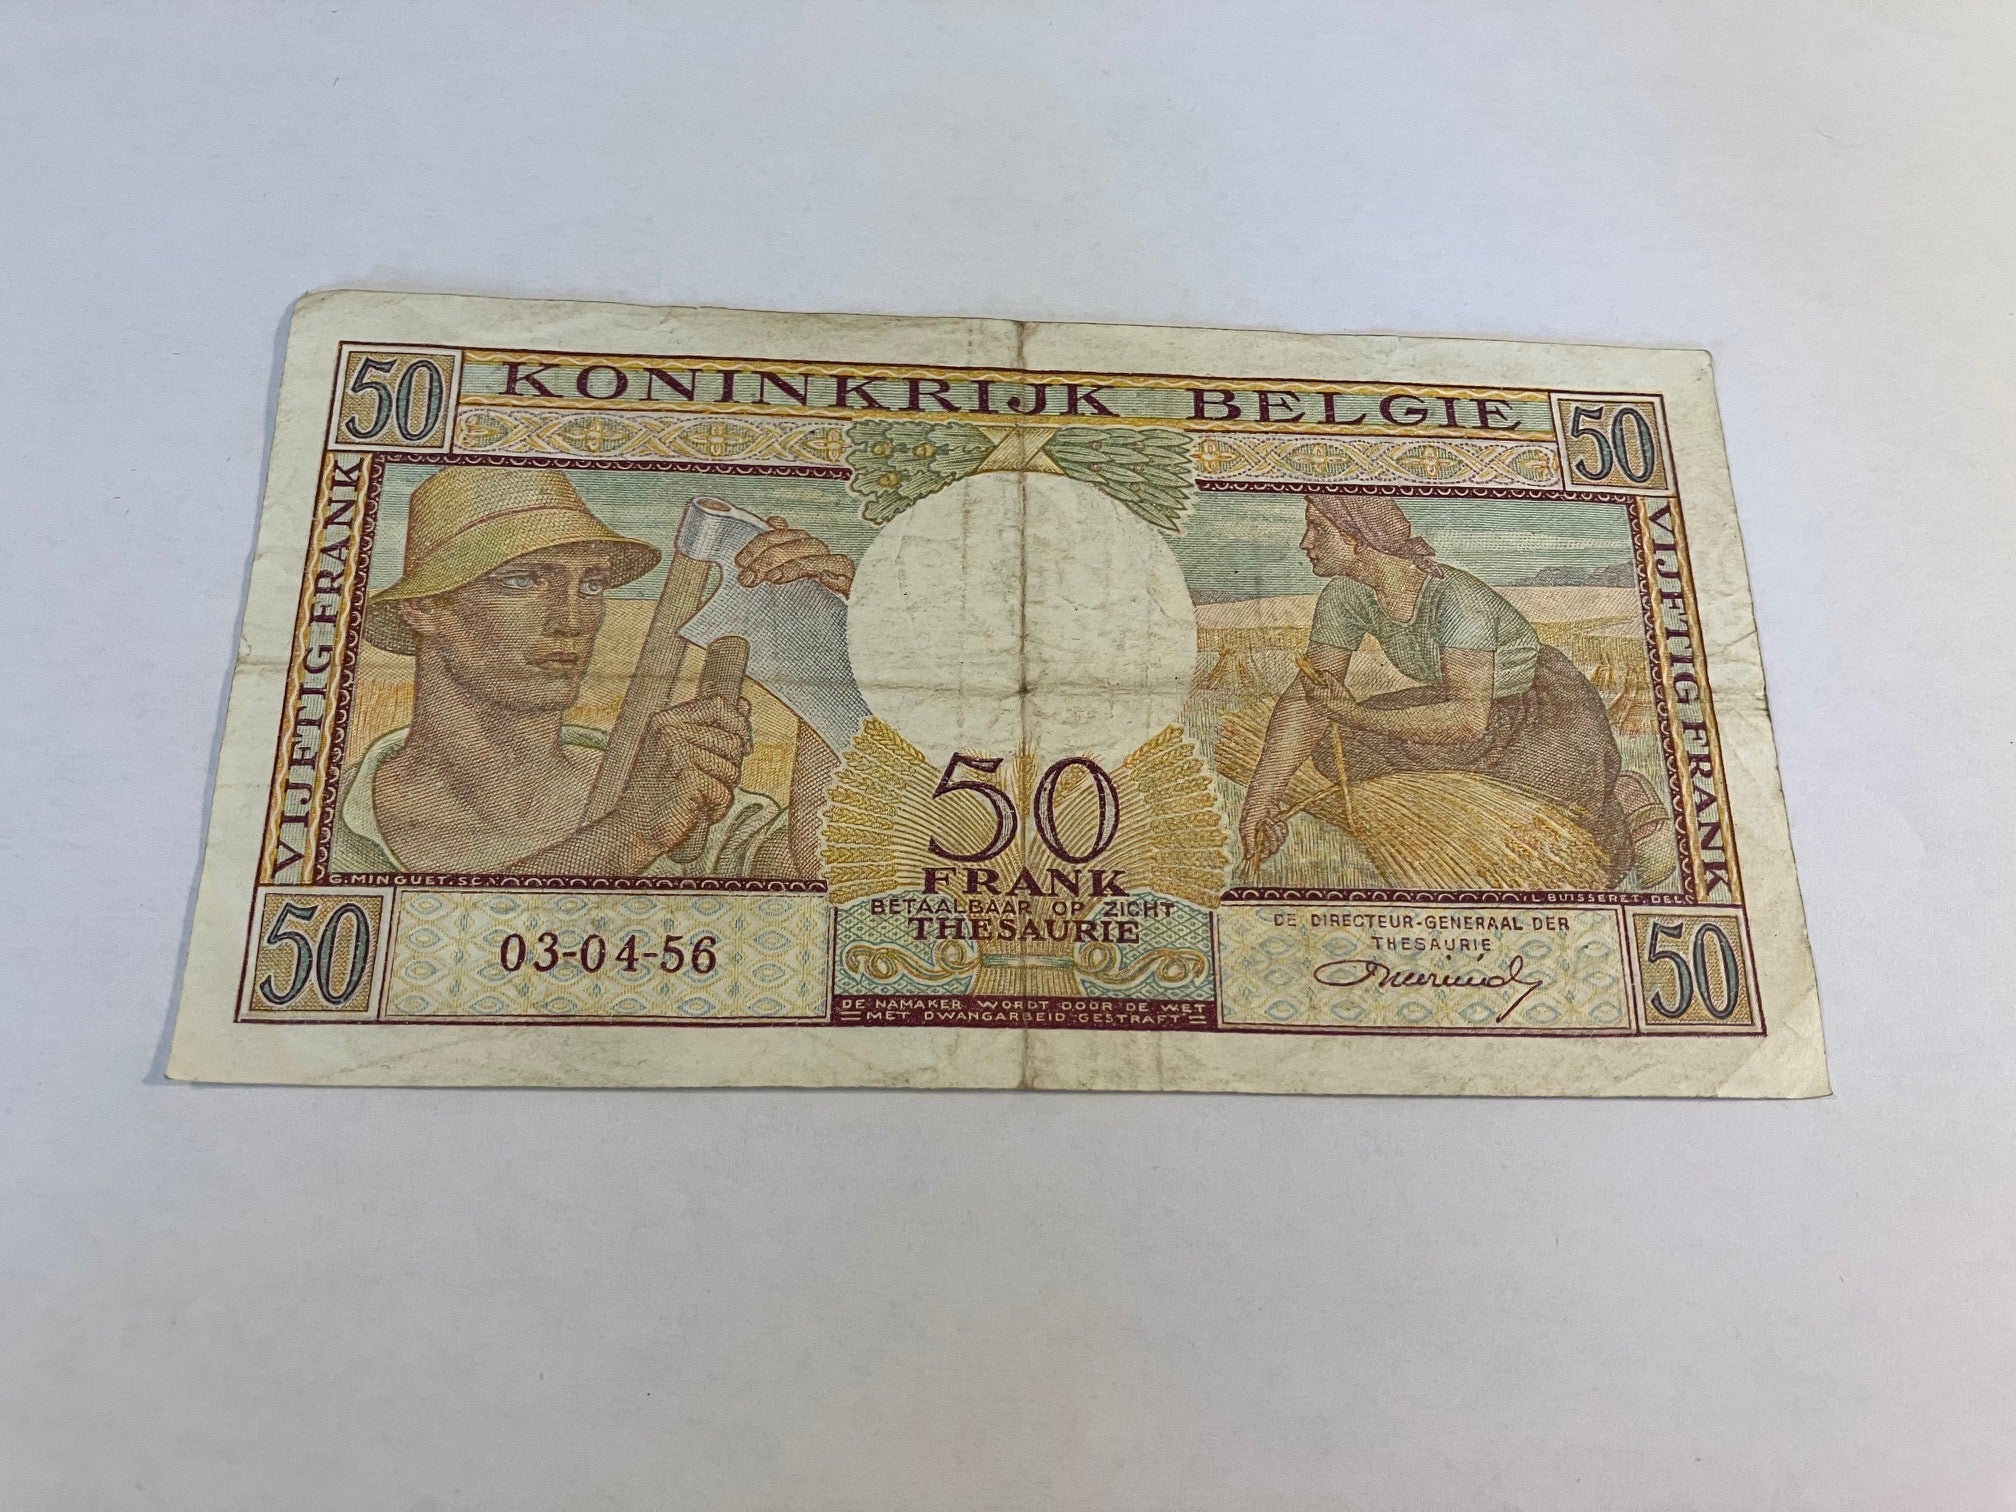 50 KONINKRIJK BELGIE 50
VIJFTIG FRANK
VIJFTIG FRANK
50
FRANK
BETAALBAAR OP ZICHT
THESAURIE
G. MINGUET. SC.
L. BUISSERET. DEL.
50
03-04-56
DE NAMAKER WORDT DOOR DE WET
MET DWANGARBEID GESTRAFT
DE DIRECTEUR-GENERAAL DER
THESAURIE
50